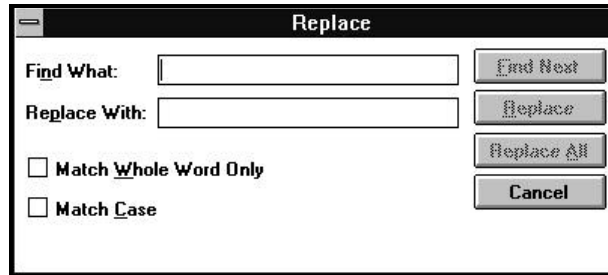 Replace
Find What:
Find Next
Replace With:
Replace
Replace All
Match Whole Word Only
Cancel
Match Case